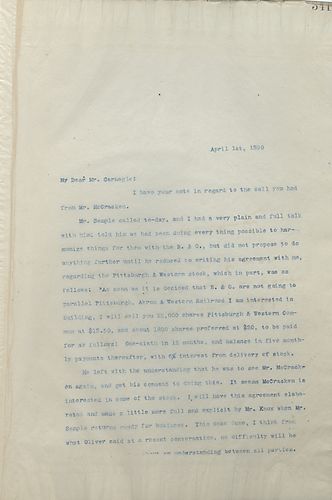 April 1st, 1890
My Dear Mr. Carnegie:
I have your note in regard to the call you had
from Mr. McCracken.
Mr. Semple called to-day, and I had a very plain and full talk
with him; told him we had been doing every thing possible to har-
monize things for them with the B. & O., but did not propose to do
anything further until he reduced to writing his agreement with me,
regarding the Pittsburgh & Western stock, which in part, was as
follows: "As soon as it is decided that B. & O. are not going to
parallel Pittsburgh, Akron & Western Railroad I am interested in
building, I will sell you shares Pittsburgh & Western Com-
mon at $12.50, and about 1200 shares preferred at $20, to be paid
for as follows: One-sixth in 12 months, and balance in five month-
ly payments thereafter, with 6% interest from delivery of stock.
He left with the understanding that he was to see Mr. McCrack-
en again, and get his consent to doing this. It means McCracken is
interested in some of the stock. I will have this agreement elabo-
rated and made a little more full and explicit by Mr. Knox when Mr.
Semple returns ready for business. This once done, I think from
what Oliver said at a recent conversation, no difficulty will be
an understanding between all parties.